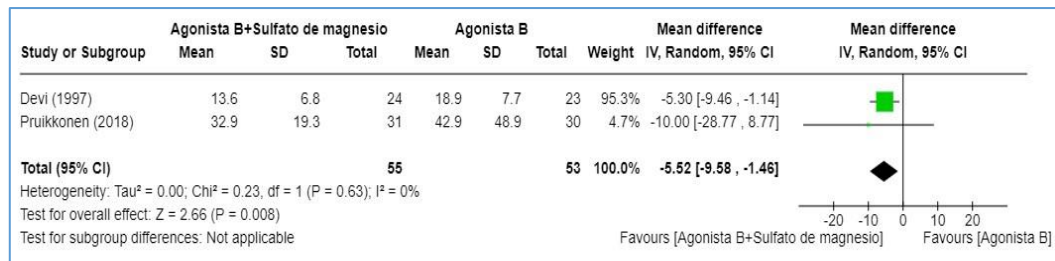 Agonista B+Sulfato de magnesio Agonista B Mean difference Mean difference
Study or Subgroup Mean SD Total Mean SD Total Weight IV, Random, 95% CI IV, Random, 95% CI
Devi (1997) 13.6 6.8 24 18.9 7.7 23 95.3% -5.30 [-9.46 , -1.14]
Pruikkonen (2018) 32.9 19.3 31 42.9 48.9 30 4.7% -10.00 [-28.77 , 8.77]
Total (95% CI) 55 53 100.0% -5.52 [-9.58 , -1.46]
Heterogeneity: Tau² = 0.00; Chi² = 0.23, df = 1 (P = 0.63); I² = 0%
Test for overall effect: Z = 2.66 (P = 0.008)
-20 -10 0 10 20
Test for subgroup differences: Not applicable
Favours [Agonista B+Sulfato de magnesio] Favours [Agonista B]